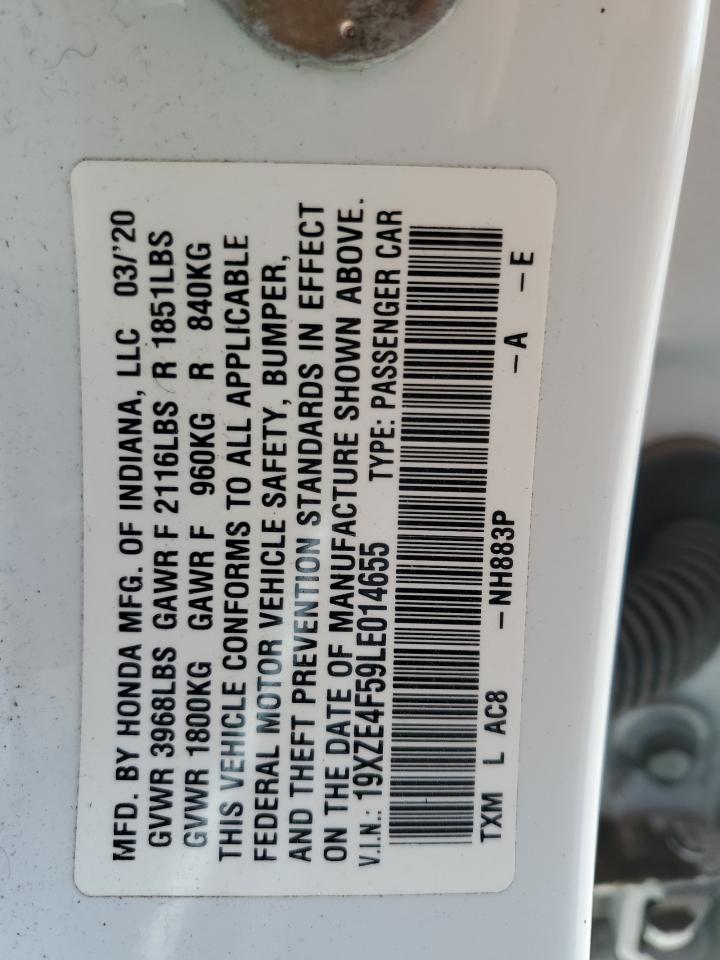 MFD. BY HONDA MFG. OF INDIANA, LLC 03/'20
GVWR 3968LBS GAWR F 2116LBS R 1851LBS
GVWR 1800KG GAWR F 960KG R 840KG
THIS VEHICLE CONFORMS TO ALL APPLICABLE
FEDERAL MOTOR VEHICLE SAFETY, BUMPER,
AND THEFT PREVENTION STANDARDS IN EFFECT
ON THE DATE OF MANUFACTURE SHOWN ABOVE.
V.I.N.: 19XZE4F59LE014655 TYPE: PASSENGER CAR
TXM L AC8 -NH883P -A -E